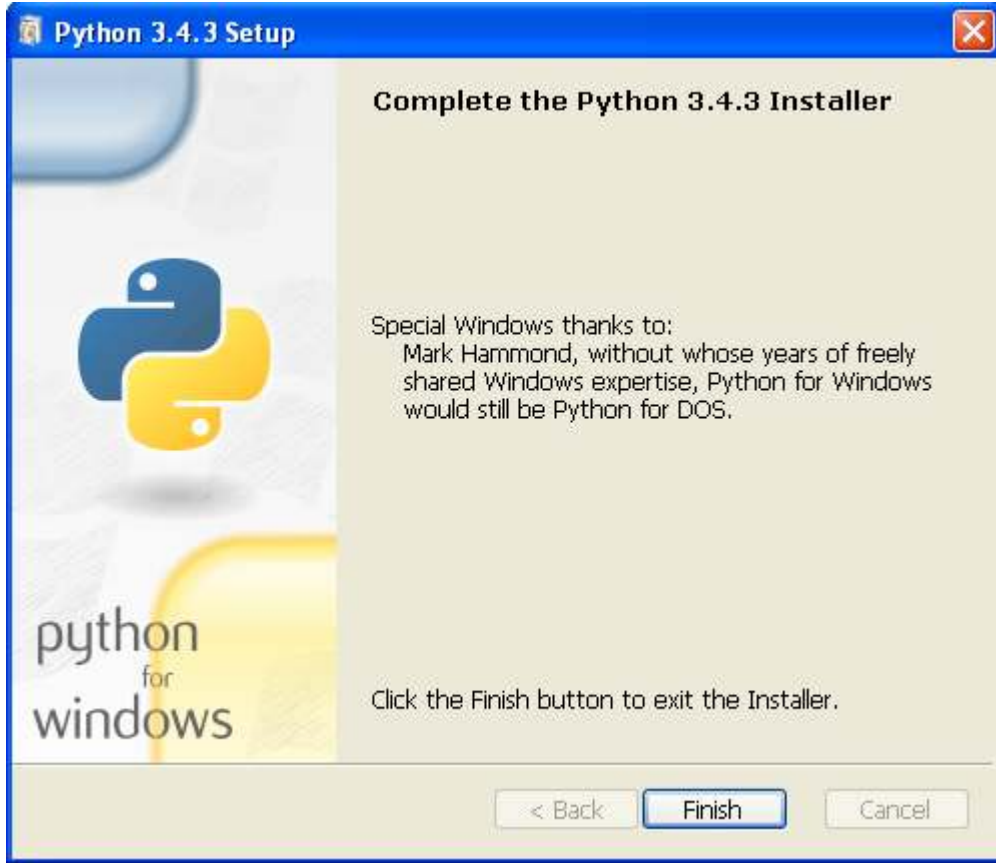 Python 3.4.3 Setup
Complete the Python 3.4.3 Installer
Special Windows thanks to:
Mark Hammond, without whose years of freely
shared Windows expertise, Python for Windows
would still be Python for DOS.
python
for
windows
Click the Finish button to exit the Installer.
< Back
Finish
Cancel